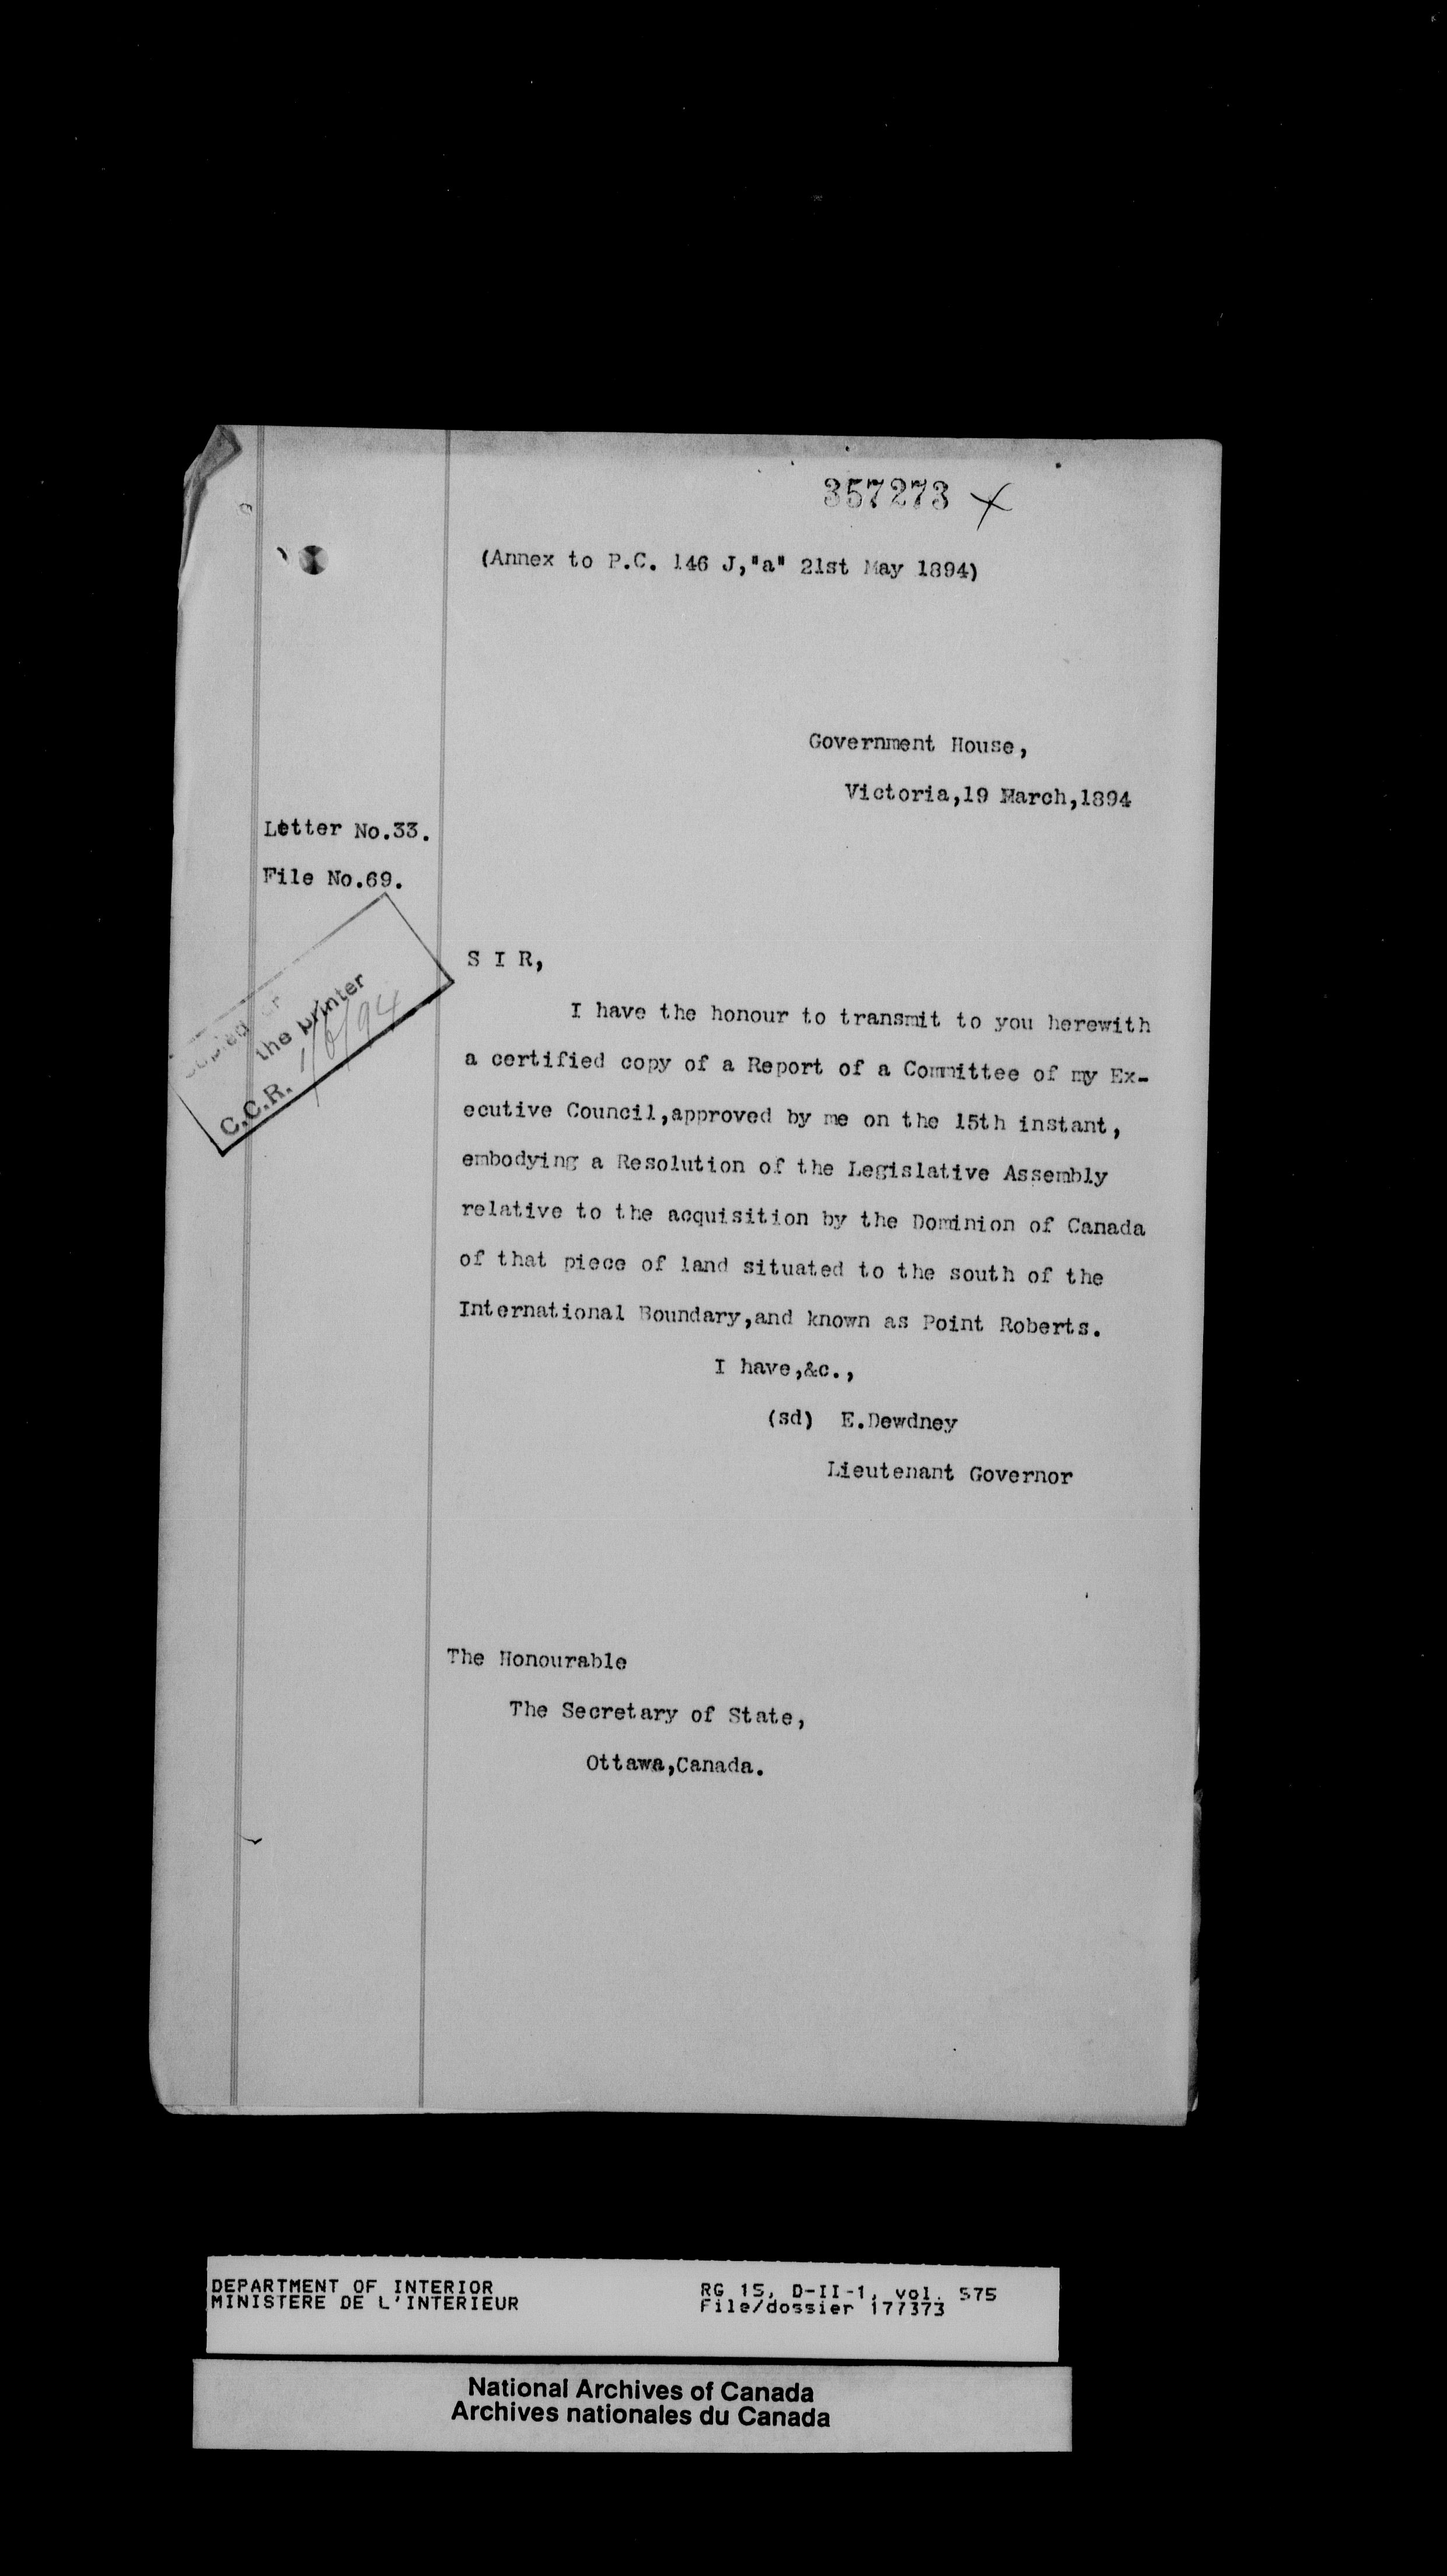 357273 X
(Annex to P.C. 146 J,"a" 21st May 1894)
Government House,
Victoria,19 March,1894
Letter No.33.
File No.69.
the printer
C.C.R.
S I R,
I have the honour to transmit to you herewith
a certified copy of a Report of a Committee of my Ex-
ecutive Council,approved by me on the 15th instant,
embodying a Resolution of the Legislative Assembly
relative to the acquisition by the Dominion of Canada
of that piece of land situated to the south of the
International Boundary,and known as Point Roberts.
I have,&c.,
(sd) E.Dewdney
Lieutenant Governor
The Honourable
The Secretary of State,
Ottawa,Canada.
DEPARTMENT OF INTERIOR
MINISTERE DE L'INTERIEUR
RG 15, D-II-1, vol. 575
File/dossier 177373
National Archives of Canada
Archives nationales du Canada